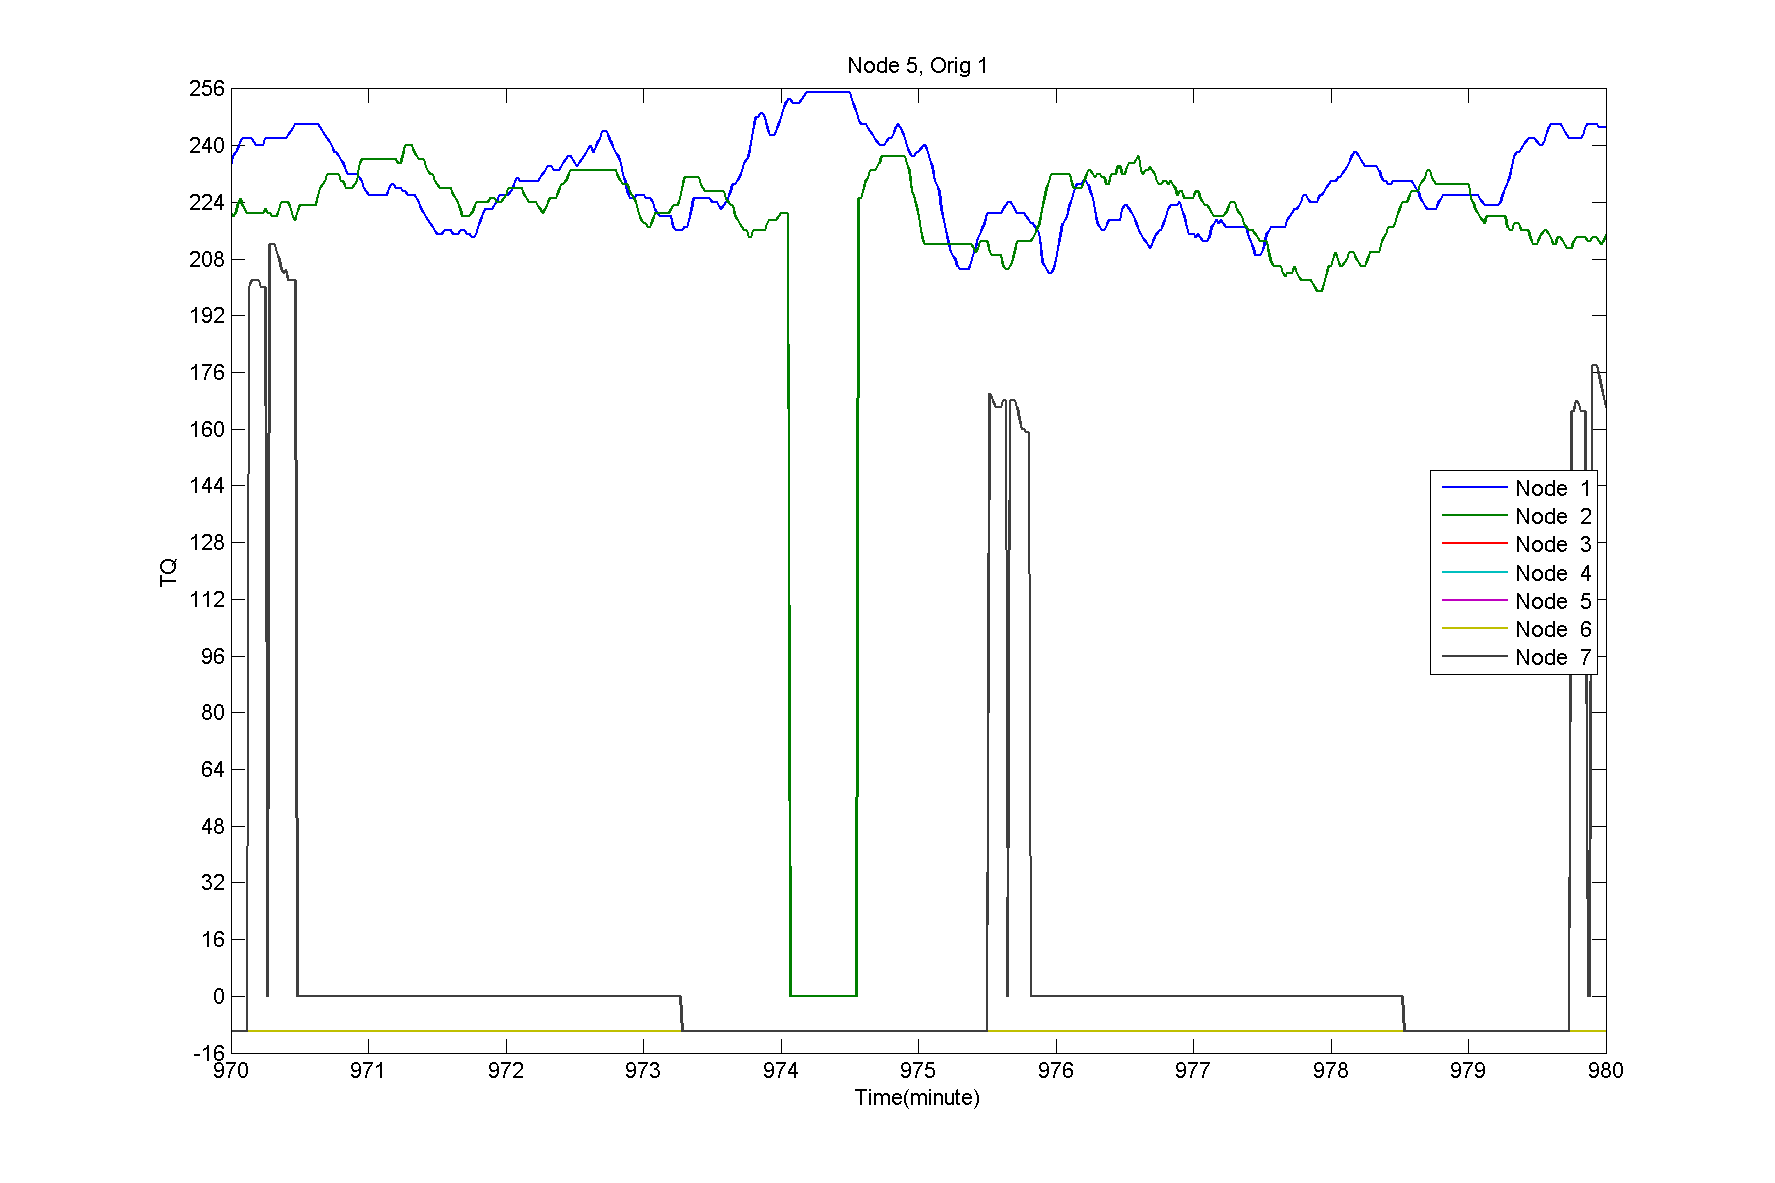 Node 5, Orig 1
256
240
224
208
192
176
160
144
128
112
96
80
64
48
32
16
0
-16
TQ
Node 1
Node 2
Node 3
Node 4
Node 5
Node 6
Node 7
970 971 972 973 974 975 976 977 978 979 980
Time(minute)